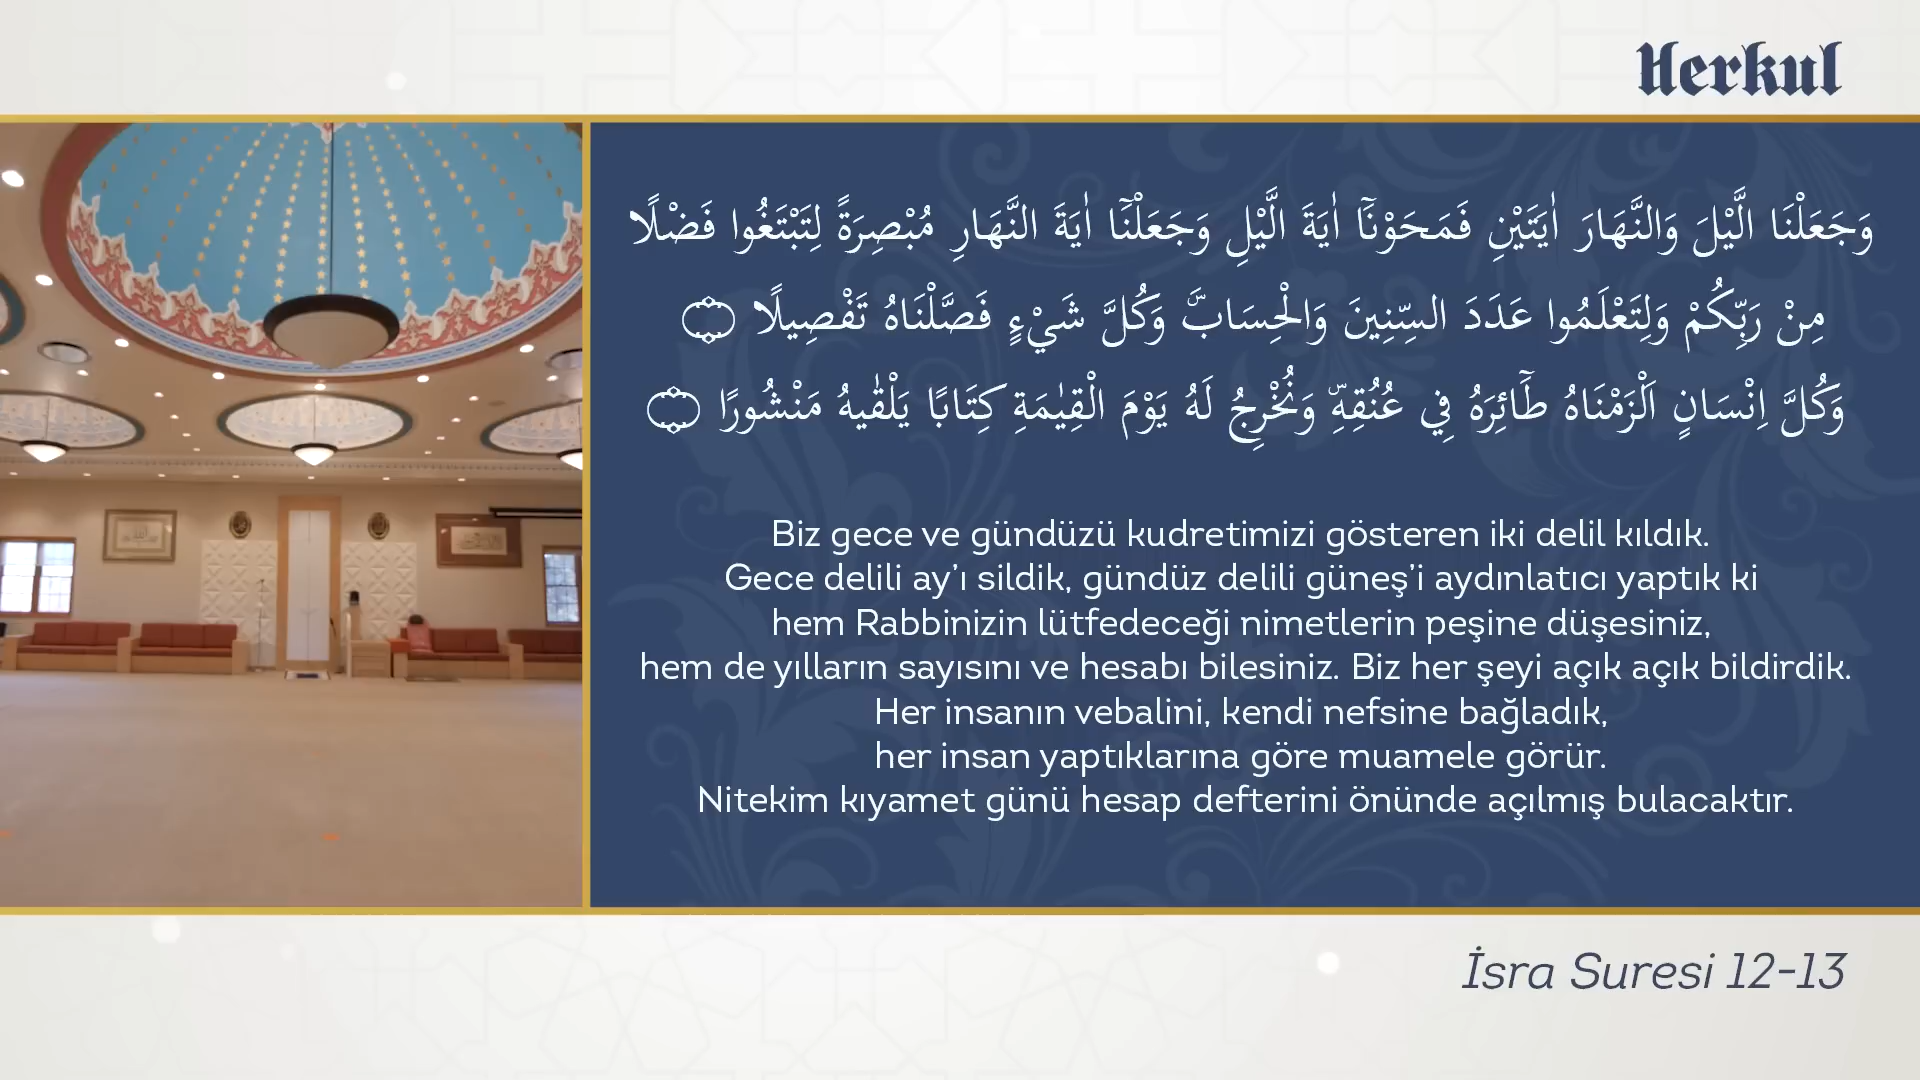 Herkul
وَجَعَلْنَا الَّيْلَ وَالنَّهَارَ اٰيَتَيْنِ فَمَحَوْنَٓا اٰيَةَ الَّيْلِ وَجَعَلْنَٓا اٰيَةَ النَّهَارِ مُبْصِرَةً لِتَبْتَغُوا فَضْلًا
مِنْ رَبِّكُمْ وَلِتَعْلَمُوا عَدَدَ السِّنِينَ وَالْحِسَابَۜ وَكُلَّ شَيْءٍ فَصَّلْنَاهُ تَفْصِيلًا ۝
وَكُلَّ اِنْسَانٍ اَلْزَمْنَاهُ طَٓائِرَهُ فِي عُنُقِهِۜ وَنُخْرِجُ لَهُ يَوْمَ الْقِيٰمَةِ كِتَابًا يَلْقٰيهُ مَنْشُورًا ۝
Biz gece ve gündüzü kudretimizi gösteren iki delil kıldık.
Gece delili ay’ı sildik, gündüz delili güneş’i aydınlatıcı yaptık ki
hem Rabbinizin lütfedeceği nimetlerin peşine düşesiniz,
hem de yılların sayısını ve hesabı bilesiniz. Biz her şeyi açık açık bildirdik.
Her insanın vebalini, kendi nefsine bağladık,
her insan yaptıklarına göre muamele görür.
Nitekim kıyamet günü hesap defterini önünde açılmış bulacaktır.
İsra Suresi 12-13